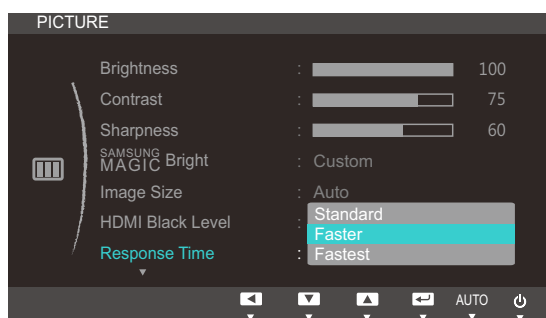 PICTURE
Brightness : 100
Contrast : 75
Sharpness : 60
SAMSUNG
MAGIC Bright : Custom
Image Size : Auto
HDMI Black Level :
Standard
Faster
Response Time : Fastest
AUTO